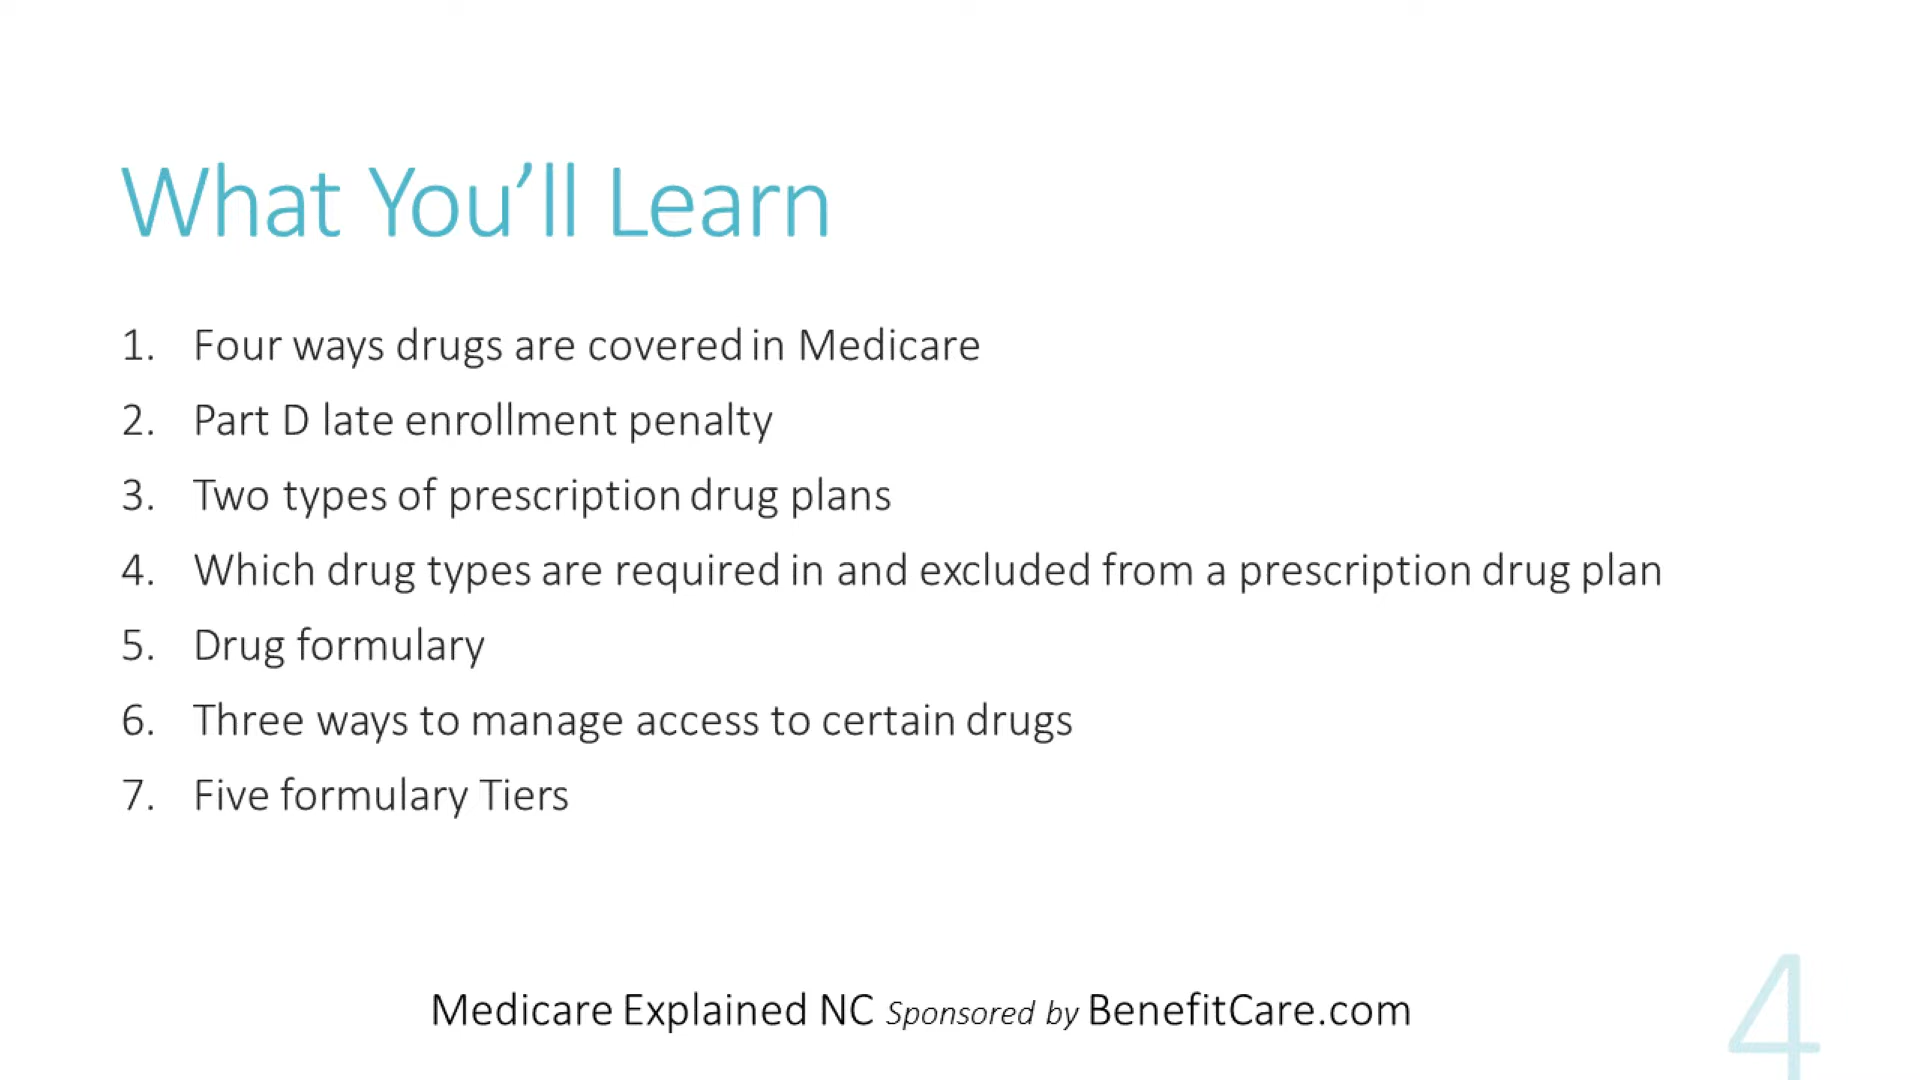 What You’ll Learn
1. Four ways drugs are covered in Medicare
2. Part D late enrollment penalty
3. Two types of prescription drug plans
4. Which drug types are required in and excluded from a prescription drug plan
5. Drug formulary
6. Three ways to manage access to certain drugs
7. Five formulary Tiers
Medicare Explained NC Sponsored by BenefitCare.com
4